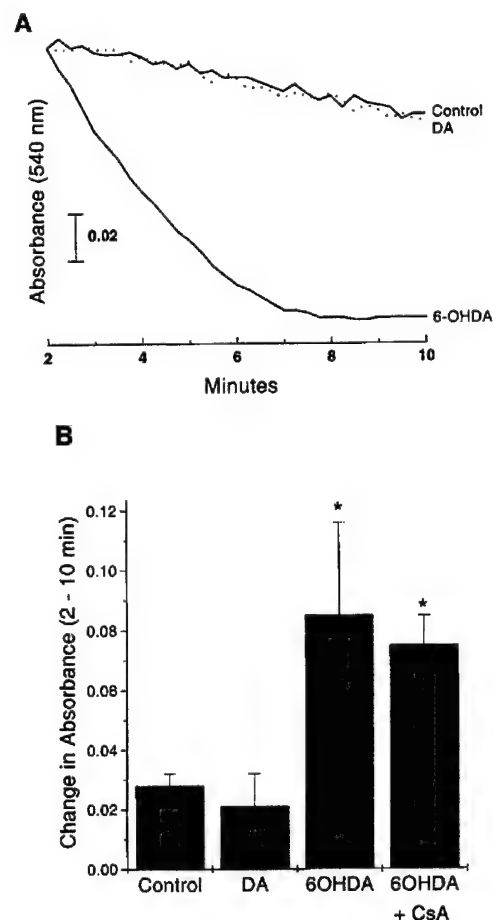 A
Absorbance (540 nm)
0.02
Control
DA
6-OHDA
2 4 6 8 10
Minutes
B
Change in Absorbance (2 - 10 min)
0.12
0.10
0.08
0.06
0.04
0.02
0.00
*
*
Control DA 6OHDA 6OHDA
+ CsA